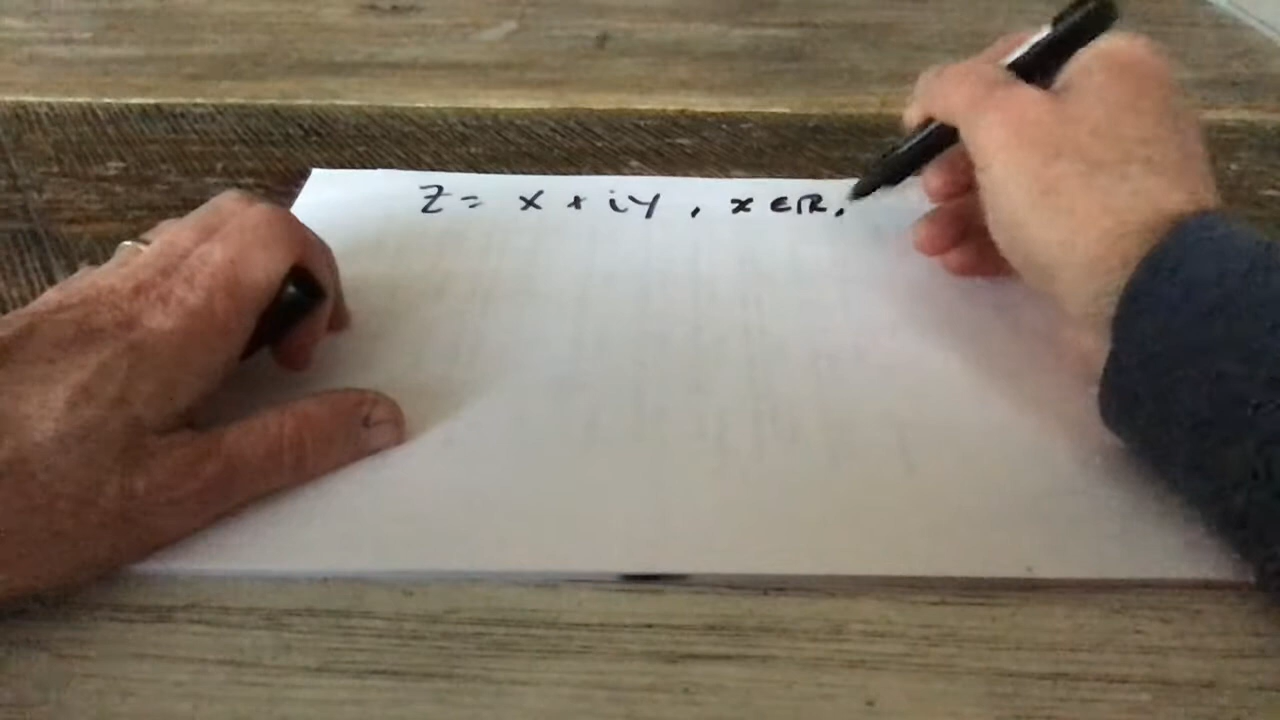 z = x + iy , x ∈ ℝ,